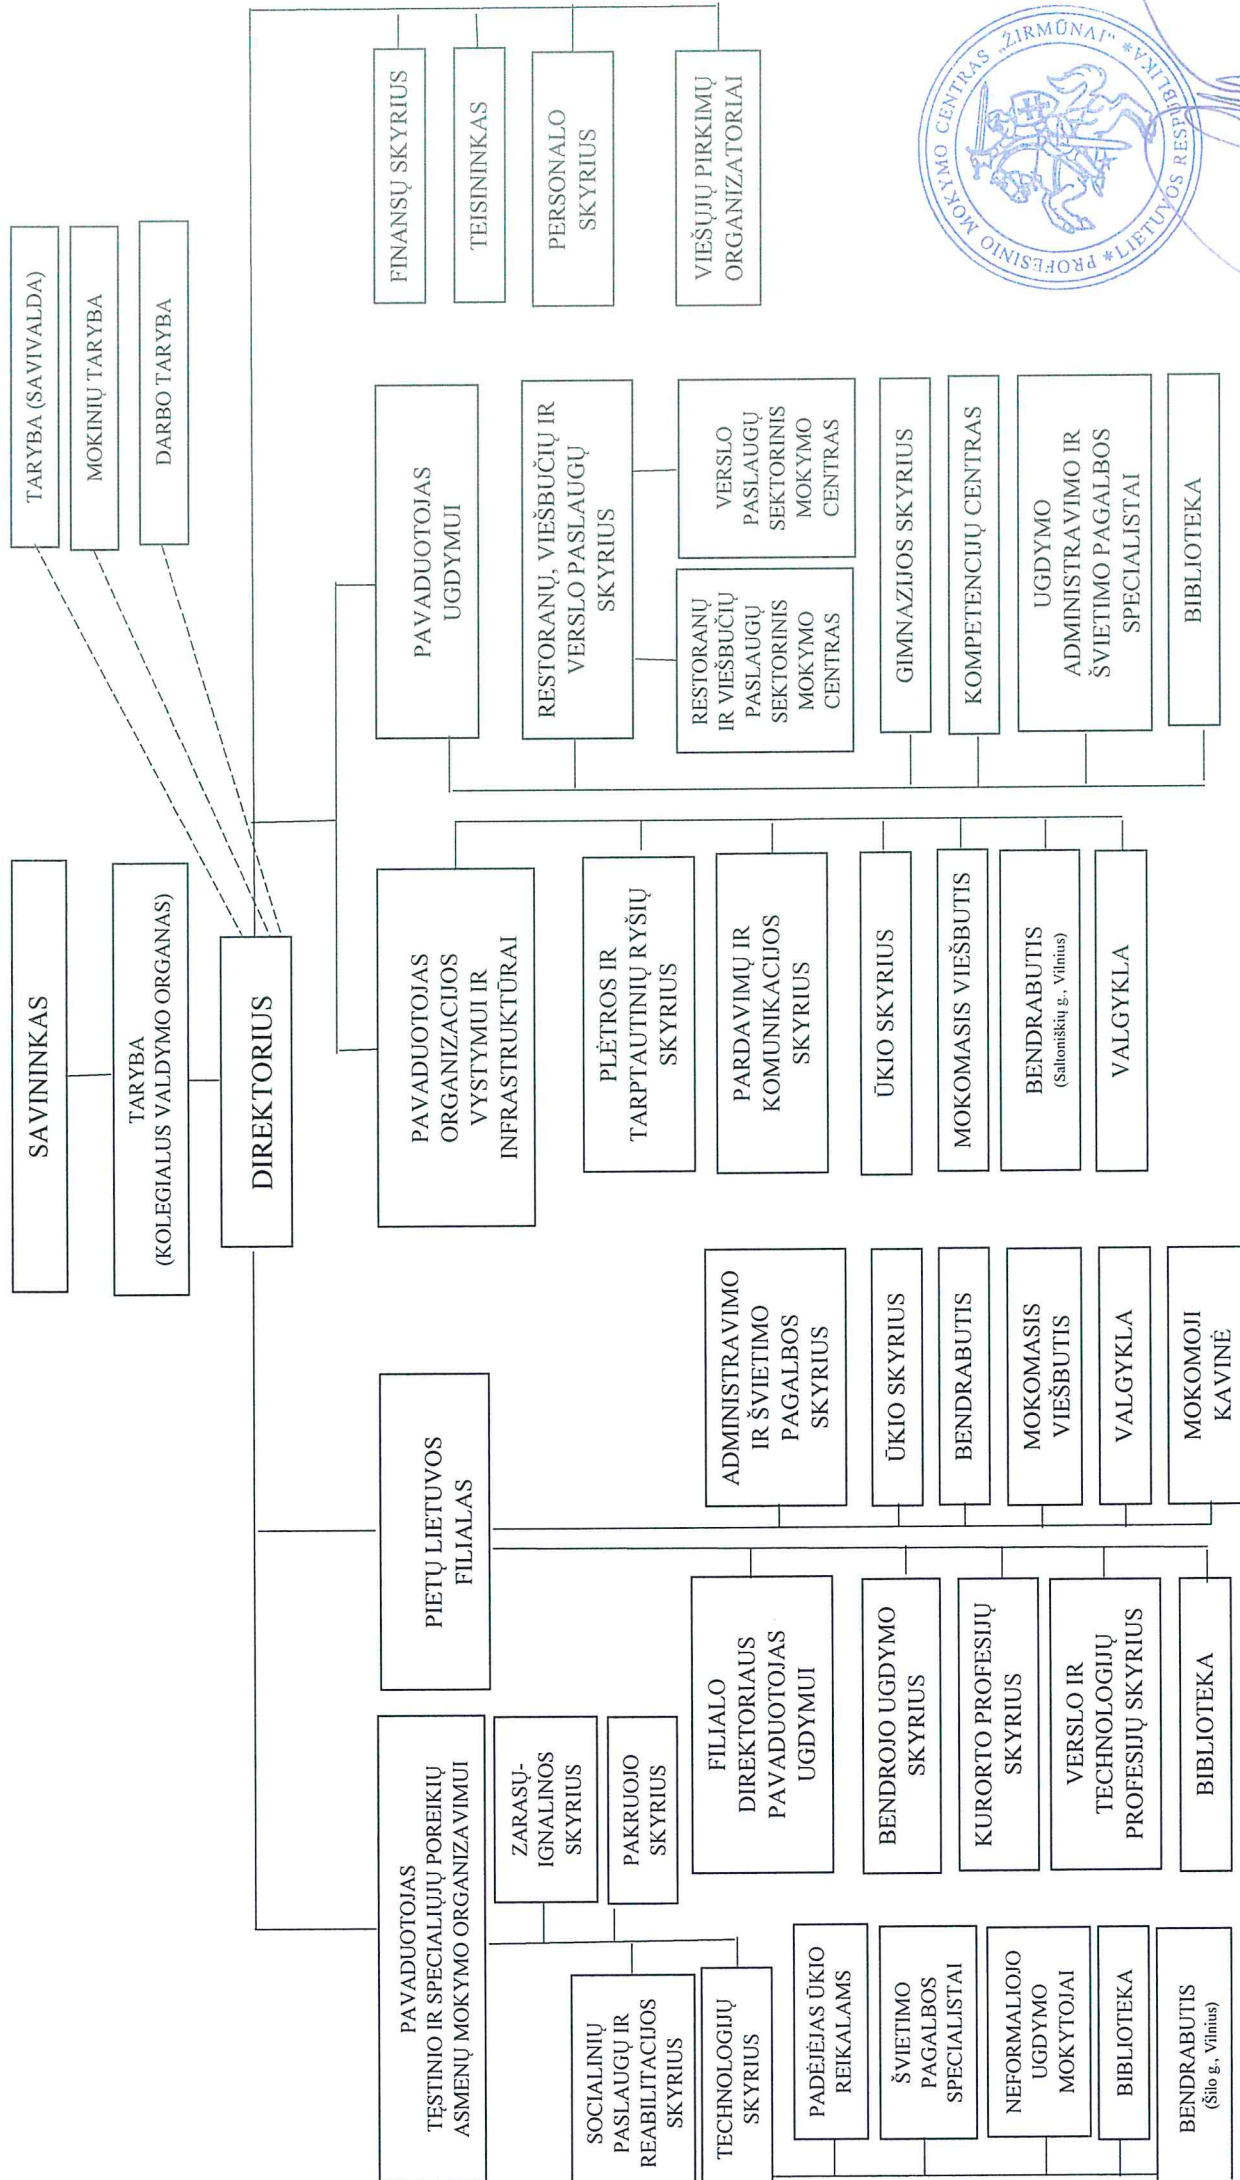 SAVININKAS
TARYBA
(KOLEGIALUS VALDYMO ORGANAS)
DIREKTORIUS
TARYBA (SAVIVALDA)
MOKINIŲ TARYBA
DARBO TARYBA
PAVADUOTOJAS
TĘSTINIO IR SPECIALIŲJŲ POREIKIŲ
ASMENŲ MOKYMO ORGANIZAVIMUI
ZARASŲ-
IGNALINOS
SKYRIUS
PAKRUOJO
SKYRIUS
SOCIALINIŲ
PASLAUGŲ IR
REABILITACIJOS
SKYRIUS
TECHNOLOGIJŲ
SKYRIUS
PADĖJĖJAS ŪKIO
REIKALAMS
ŠVIETIMO
PAGALBOS
SPECIALISTAI
NEFORMALIOJO
UGDYMO
MOKYTOJAI
BIBLIOTEKA
BENDRABUTIS
(Šilo g., Vilnius)
PIETŲ LIETUVOS
FILIALAS
FILIALO
DIREKTORIAUS
PAVADUOTOJAS
UGDYMUI
BENDROJO UGDYMO
SKYRIUS
KURORTO PROFESIJŲ
SKYRIUS
VERSLO IR
TECHNOLOGIJŲ
PROFESIJŲ SKYRIUS
BIBLIOTEKA
ADMINISTRAVIMO
IR ŠVIETIMO
PAGALBOS
SKYRIUS
ŪKIO SKYRIUS
BENDRABUTIS
MOKOMASIS
VIEŠBUTIS
VALGYKLA
MOKOMOJI
KAVINĖ
PAVADUOTOJAS
ORGANIZACIJOS
VYSTYMUI IR
INFRASTRUKTŪRAI
PLĖTROS IR
TARPTAUTINIŲ RYŠIŲ
SKYRIUS
PARDAVIMŲ IR
KOMUNIKACIJOS
SKYRIUS
ŪKIO SKYRIUS
MOKOMASIS VIEŠBUTIS
BENDRABUTIS
(Saltoniškių g., Vilnius)
VALGYKLA
PAVADUOTOJAS
UGDYMUI
RESTORANŲ, VIEŠBUČIŲ IR
VERSLO PASLAUGŲ
SKYRIUS
RESTORANŲ
IR VIEŠBUČIŲ
PASLAUGŲ
SEKTORINIS
MOKYMO
CENTRAS
VERSLO
PASLAUGŲ
SEKTORINIS
MOKYMO
CENTRAS
GIMNAZIJOS SKYRIUS
KOMPETENCIJŲ CENTRAS
UGDYMO
ADMINISTRAVIMO IR
ŠVIETIMO PAGALBOS
SPECIALISTAI
BIBLIOTEKA
FINANSŲ SKYRIUS
TEISININKAS
PERSONALO
SKYRIUS
VIEŠŲJŲ PIRKIMŲ
ORGANIZATORIAI
PROFESINIO MOKYMO CENTRAS „ŽIRMŪNAI“
*LIETUVOS RESPUBLIKA*